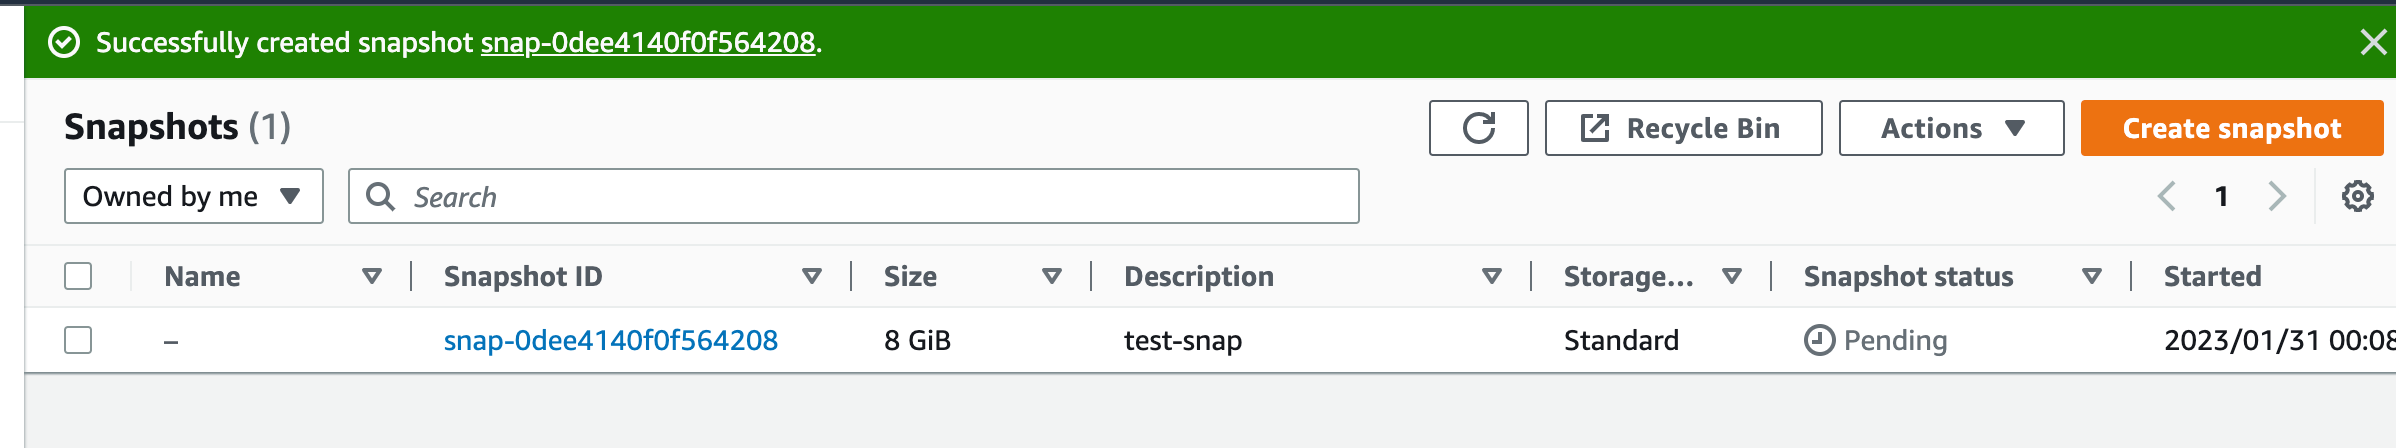 Successfully created snapshot snap-0dee4140f0f564208.
Snapshots (1)
Recycle Bin
Actions
Create snapshot
Owned by me
Search
1
Name Snapshot ID Size Description Storage... Snapshot status Started
– snap-0dee4140f0f564208 8 GiB test-snap Standard Pending 2023/01/31 00:08